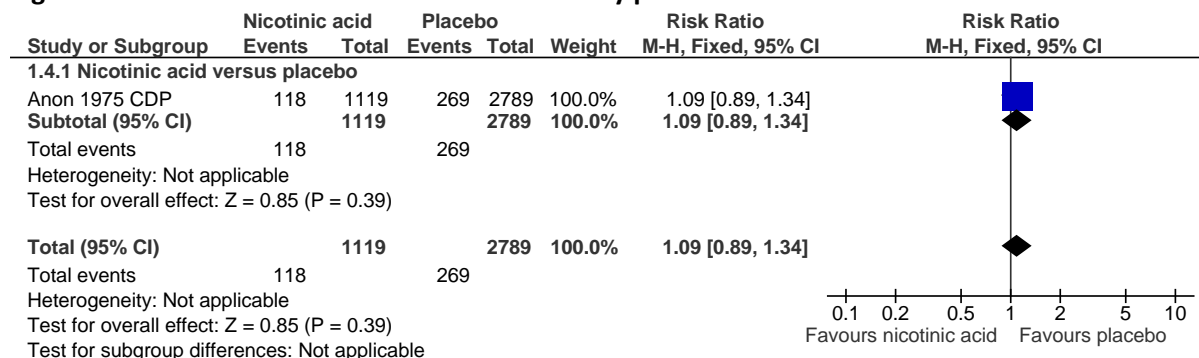 Nicotinic acid Placebo Risk Ratio Risk Ratio
Study or Subgroup Events Total Events Total Weight M-H, Fixed, 95% CI M-H, Fixed, 95% CI
1.4.1 Nicotinic acid versus placebo
Anon 1975 CDP 118 1119 269 2789 100.0% 1.09 [0.89, 1.34]
Subtotal (95% CI) 1119 2789 100.0% 1.09 [0.89, 1.34]
Total events 118 269
Heterogeneity: Not applicable
Test for overall effect: Z = 0.85 (P = 0.39)
Total (95% CI) 1119 2789 100.0% 1.09 [0.89, 1.34]
Total events 118 269
Heterogeneity: Not applicable
Test for overall effect: Z = 0.85 (P = 0.39)
Test for subgroup differences: Not applicable
0.1 0.2 0.5 1 2 5 10
Favours nicotinic acid Favours placebo